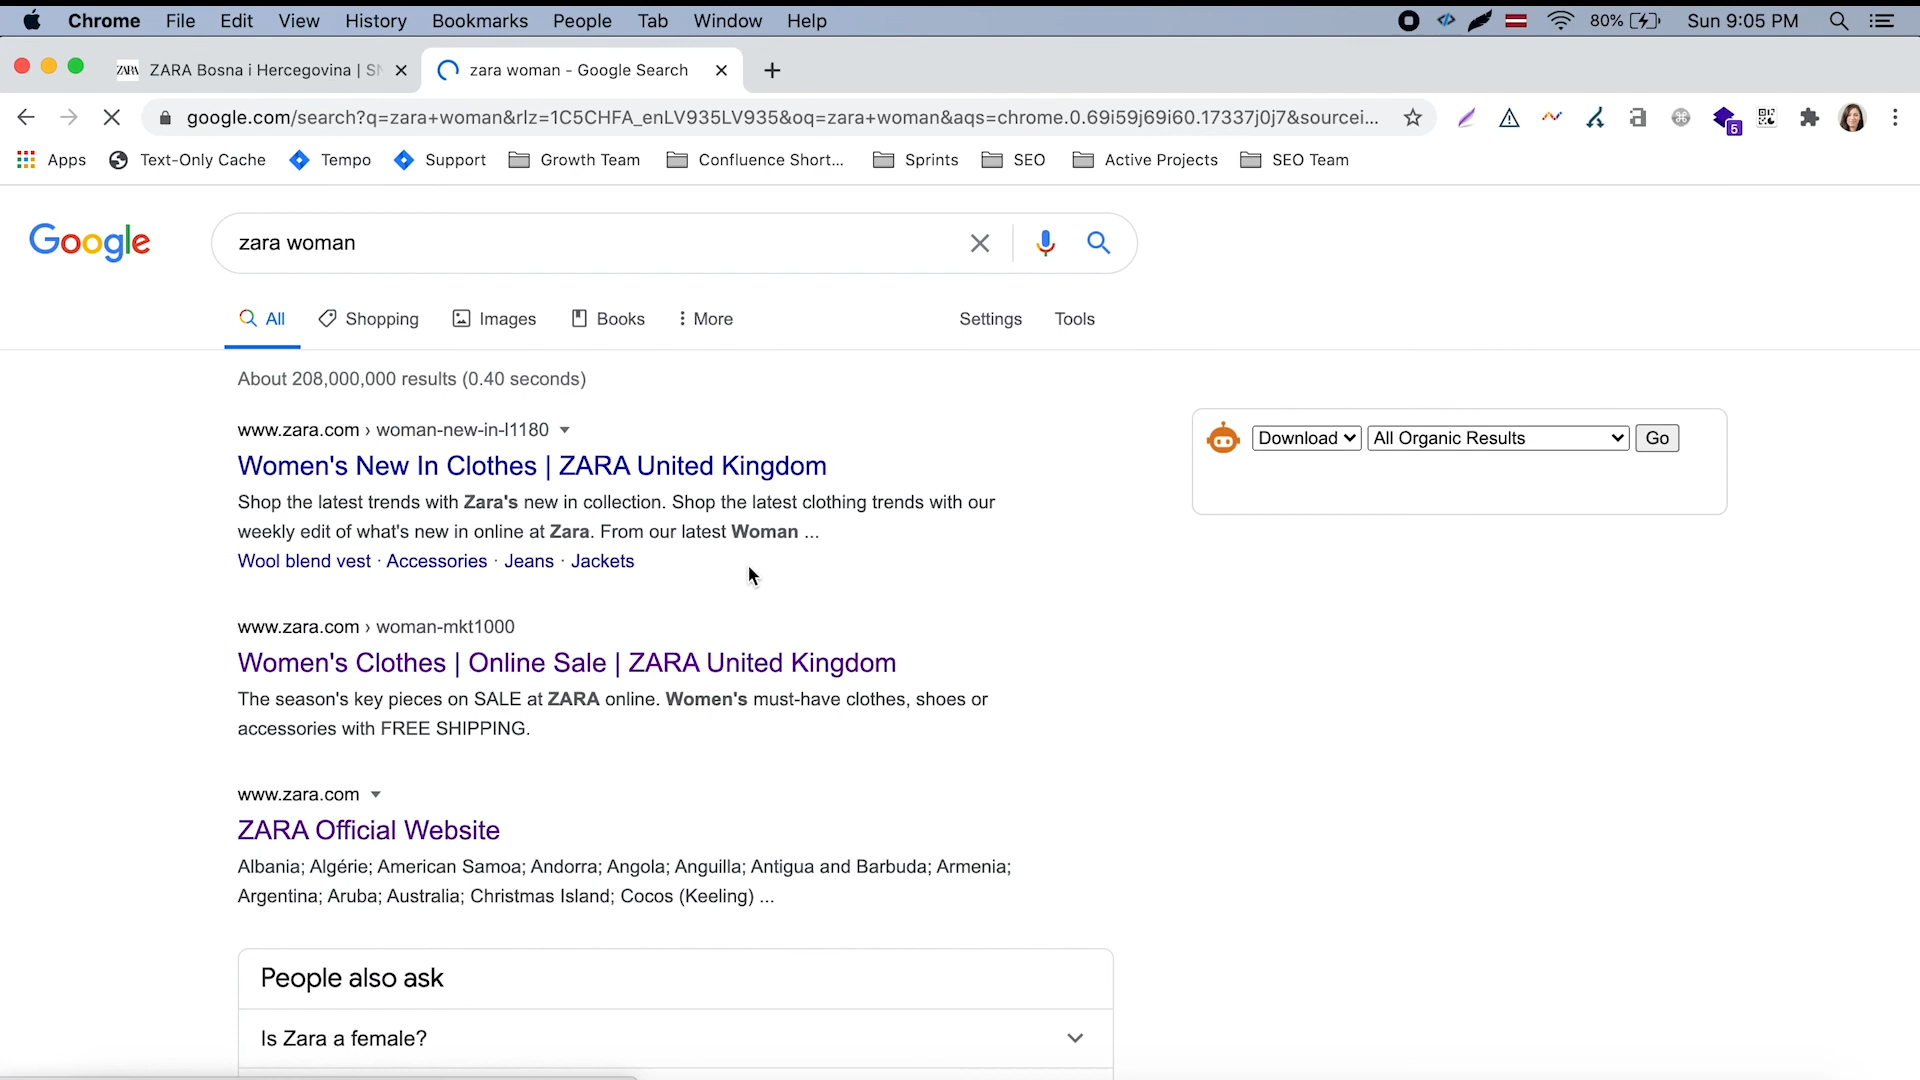 Chrome File Edit View History Bookmarks People Tab Window Help 80% Sun 9:05 PM
ZARA ZARA Bosna i Hercegovina | zara woman - Google Search
google.com/search?q=zara+woman&rlz=1C5CHFA_enLV935LV935&oq=zara+woman&aqs=chrome.0.69i59j69i60.17337j0j7&sourcei...
5
Apps Text-Only Cache Tempo Support Growth Team Confluence Short... Sprints SEO Active Projects SEO Team
Google zara woman
All Shopping Images Books More Settings Tools
About 208,000,000 results (0.40 seconds)
www.zara.com › woman-new-in-l1180
Women's New In Clothes | ZARA United Kingdom
Shop the latest trends with Zara's new in collection. Shop the latest clothing trends with our
weekly edit of what's new in online at Zara. From our latest Woman ...
Wool blend vest · Accessories · Jeans · Jackets
Download All Organic Results Go
www.zara.com › woman-mkt1000
Women's Clothes | Online Sale | ZARA United Kingdom
The season's key pieces on SALE at ZARA online. Women's must-have clothes, shoes or
accessories with FREE SHIPPING.
www.zara.com
ZARA Official Website
Albania; Algérie; American Samoa; Andorra; Angola; Anguilla; Antigua and Barbuda; Armenia;
Argentina; Aruba; Australia; Christmas Island; Cocos (Keeling) ...
People also ask
Is Zara a female?